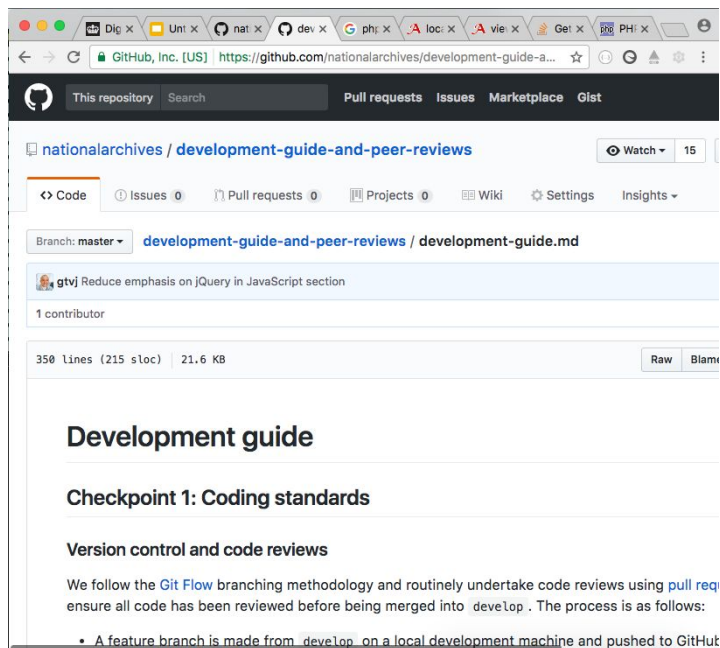 Dig
Unt
nat
dev
php
loca
view
Get
PHP
GitHub, Inc. [US] https://github.com/nationalarchives/development-guide-a...
This repository Search Pull requests Issues Marketplace Gist
nationalarchives / development-guide-and-peer-reviews Watch 15
Code Issues 0 Pull requests 0 Projects 0 Wiki Settings Insights
Branch: master development-guide-and-peer-reviews / development-guide.md
gtvj Reduce emphasis on jQuery in JavaScript section
1 contributor
350 lines (215 sloc) 21.6 KB Raw Blame
Development guide
Checkpoint 1: Coding standards
Version control and code reviews
We follow the Git Flow branching methodology and routinely undertake code reviews using pull requ
ensure all code has been reviewed before being merged into develop . The process is as follows:
• A feature branch is made from develop on a local development machine and pushed to GitHub